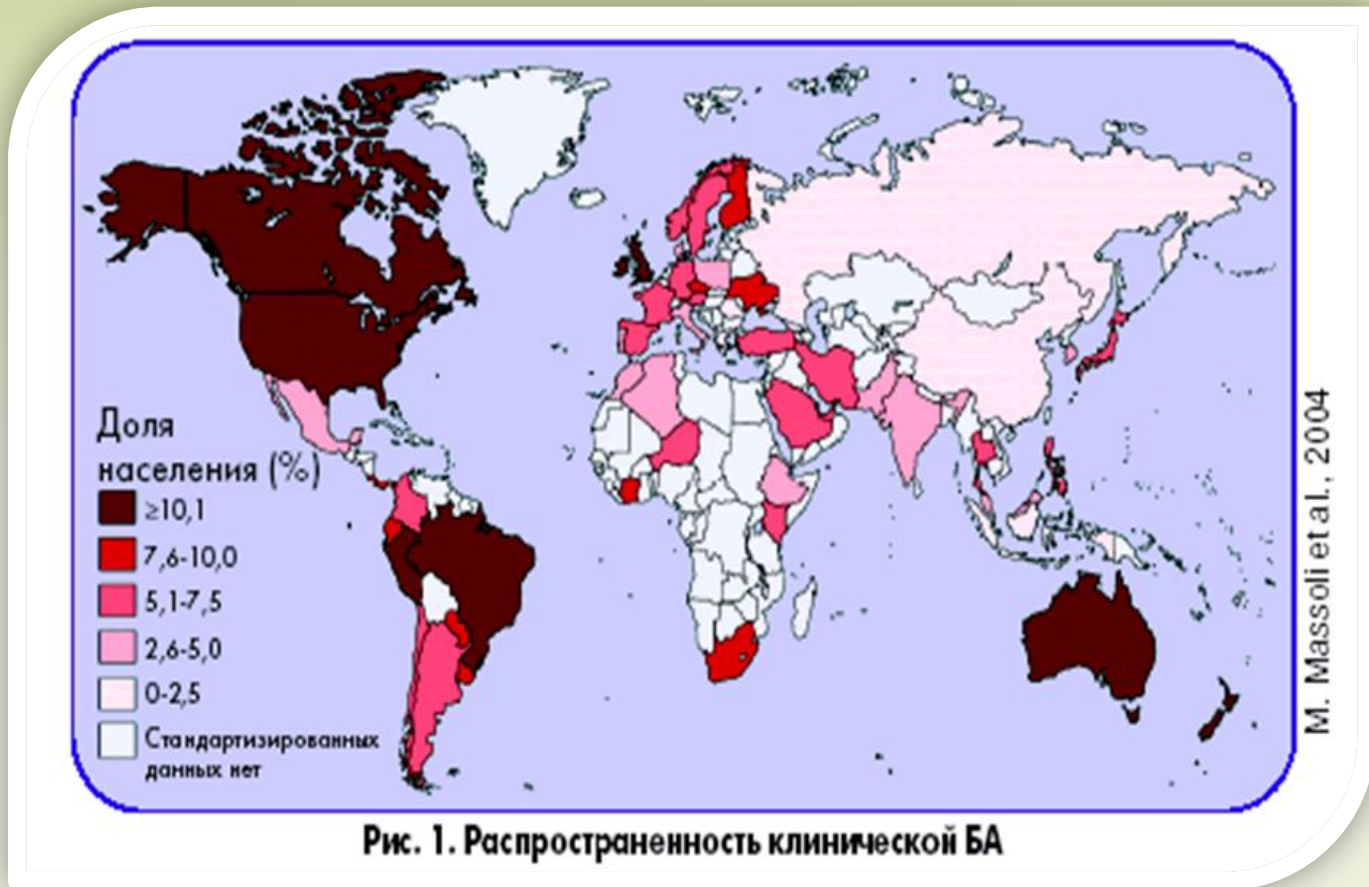 Доля
населения (%)
≥10,1
7,6-10,0
5,1-7,5
2,6-5,0
0-2,5
Стандартизированных
данных нет
M. Massoli et al., 2004
Рис. 1. Распространенность клинической БА